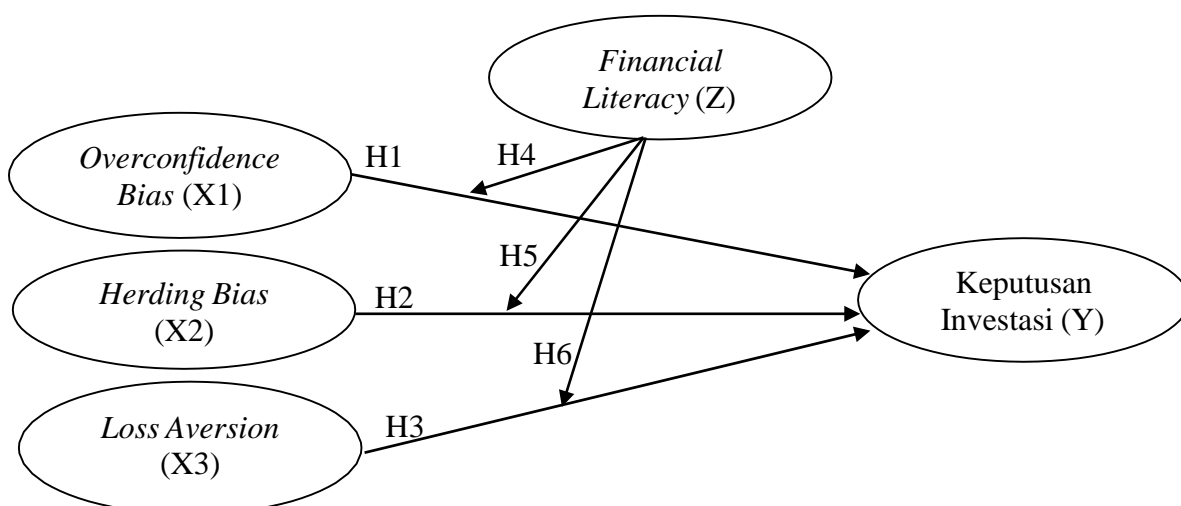 Financial
Literacy (Z)
Overconfidence
Bias (X1)
H1
H4
Herding Bias
(X2)
H2
H5
Keputusan
Investasi (Y)
Loss Aversion
(X3)
H3
H6